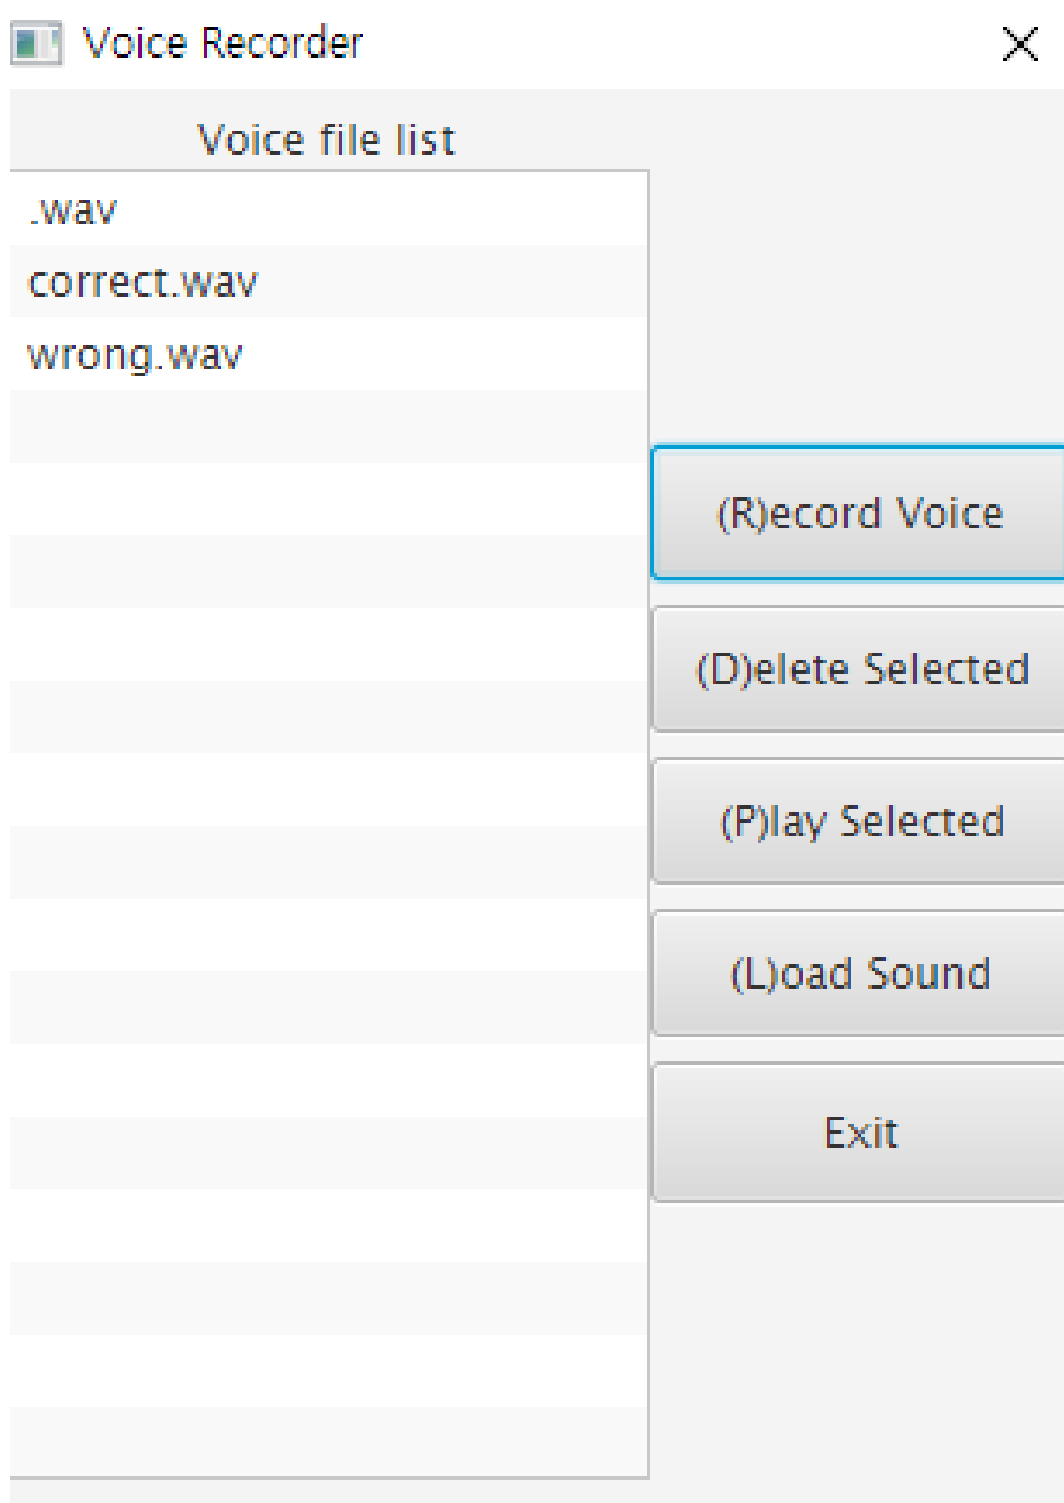 Voice Recorder
Voice file list
.wav
correct.wav
wrong.wav
(R)ecord Voice
(D)elete Selected
(P)lay Selected
(L)oad Sound
Exit